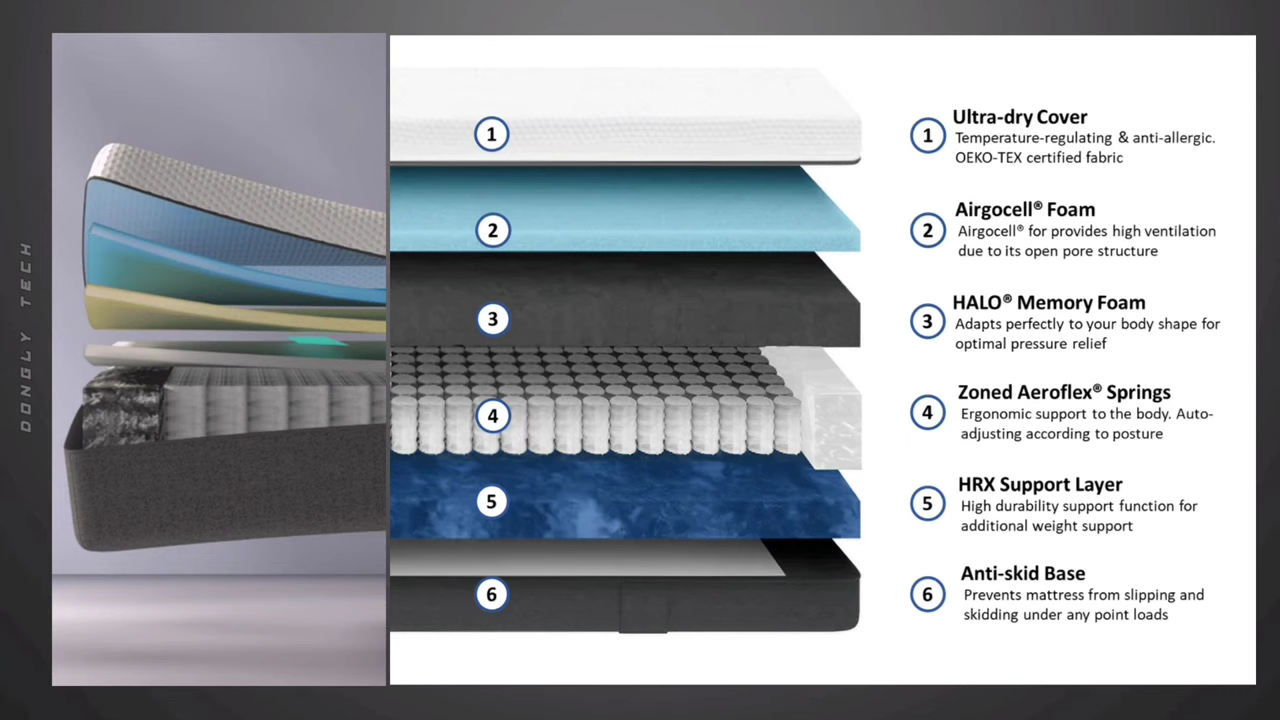 DONGLY TECH
1
2
3
4
5
6
1
Ultra-dry Cover
Temperature-regulating & anti-allergic.
OEKO-TEX certified fabric
2
Airgocell® Foam
Airgocell® for provides high ventilation
due to its open pore structure
3
HALO® Memory Foam
Adapts perfectly to your body shape for
optimal pressure relief
4
Zoned Aeroflex® Springs
Ergonomic support to the body. Auto-
adjusting according to posture
5
HRX Support Layer
High durability support function for
additional weight support
6
Anti-skid Base
Prevents mattress from slipping and
skidding under any point loads